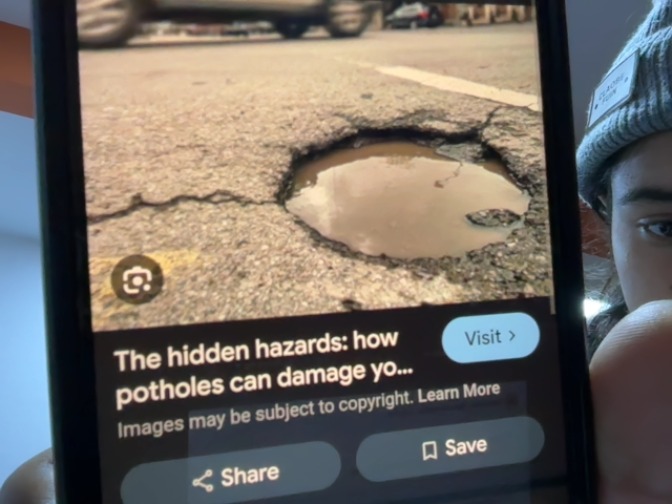 The hidden hazards: how
potholes can damage yo...
Visit >
Images may be subject to copyright. Learn More
Share
Save